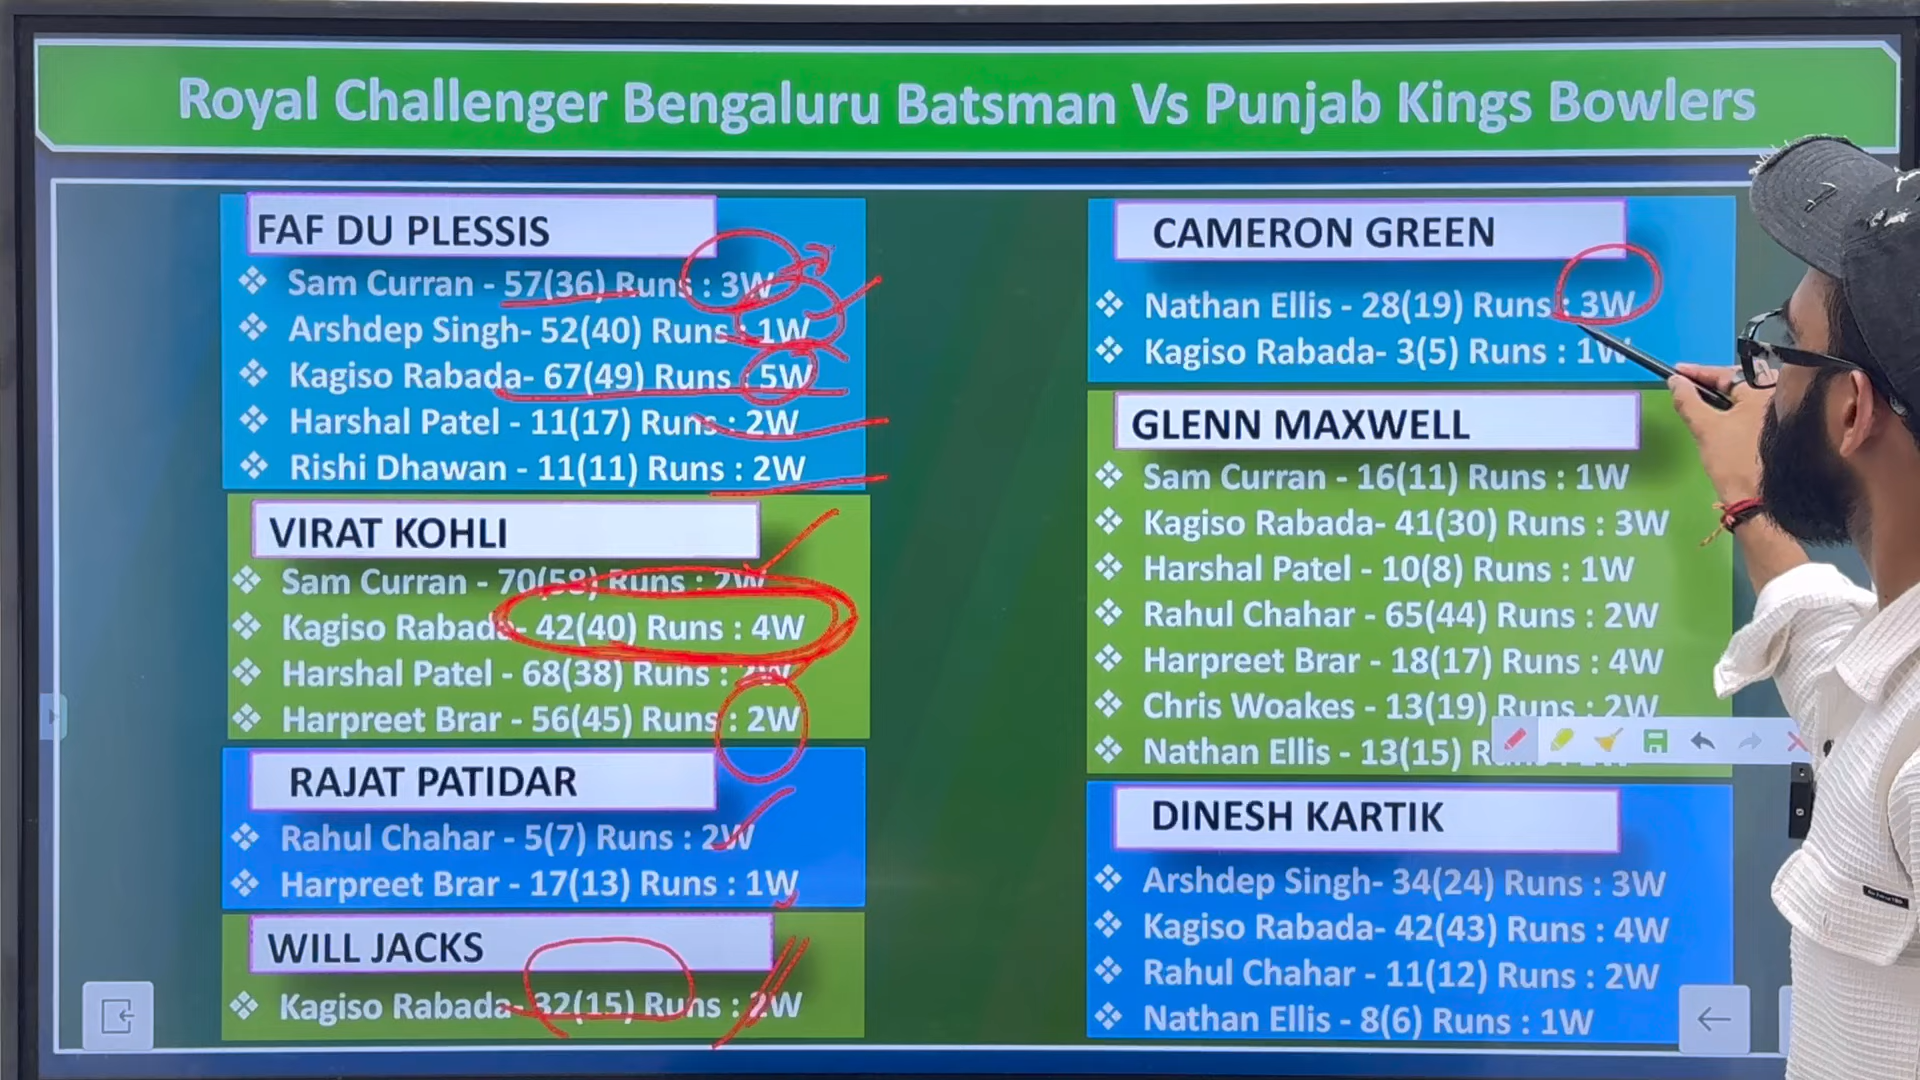 Royal Challenger Bengaluru Batsman Vs Punjab Kings Bowlers
FAF DU PLESSIS
Sam Curran - 57(36) Runs : 3W
Arshdep Singh- 52(40) Runs : 1W
Kagiso Rabada- 67(49) Runs : 5W
Harshal Patel - 11(17) Runs : 2W
Rishi Dhawan - 11(11) Runs : 2W
VIRAT KOHLI
Sam Curran - 70(58) Runs : 2W
Kagiso Rabada- 42(40) Runs : 4W
Harshal Patel - 68(38) Runs : 2W
Harpreet Brar - 56(45) Runs : 2W
RAJAT PATIDAR
Rahul Chahar - 5(7) Runs : 2W
Harpreet Brar - 17(13) Runs : 1W
WILL JACKS
Kagiso Rabada- 32(15) Runs : 2W
CAMERON GREEN
Nathan Ellis - 28(19) Runs : 3W
Kagiso Rabada- 3(5) Runs : 1W
GLENN MAXWELL
Sam Curran - 16(11) Runs : 1W
Kagiso Rabada- 41(30) Runs : 3W
Harshal Patel - 10(8) Runs : 1W
Rahul Chahar - 65(44) Runs : 2W
Harpreet Brar - 18(17) Runs : 4W
Chris Woakes - 13(19) Runs : 2W
Nathan Ellis - 13(15)
DINESH KARTIK
Arshdep Singh- 34(24) Runs : 3W
Kagiso Rabada- 42(43) Runs : 4W
Rahul Chahar - 11(12) Runs : 2W
Nathan Ellis - 8(6) Runs : 1W